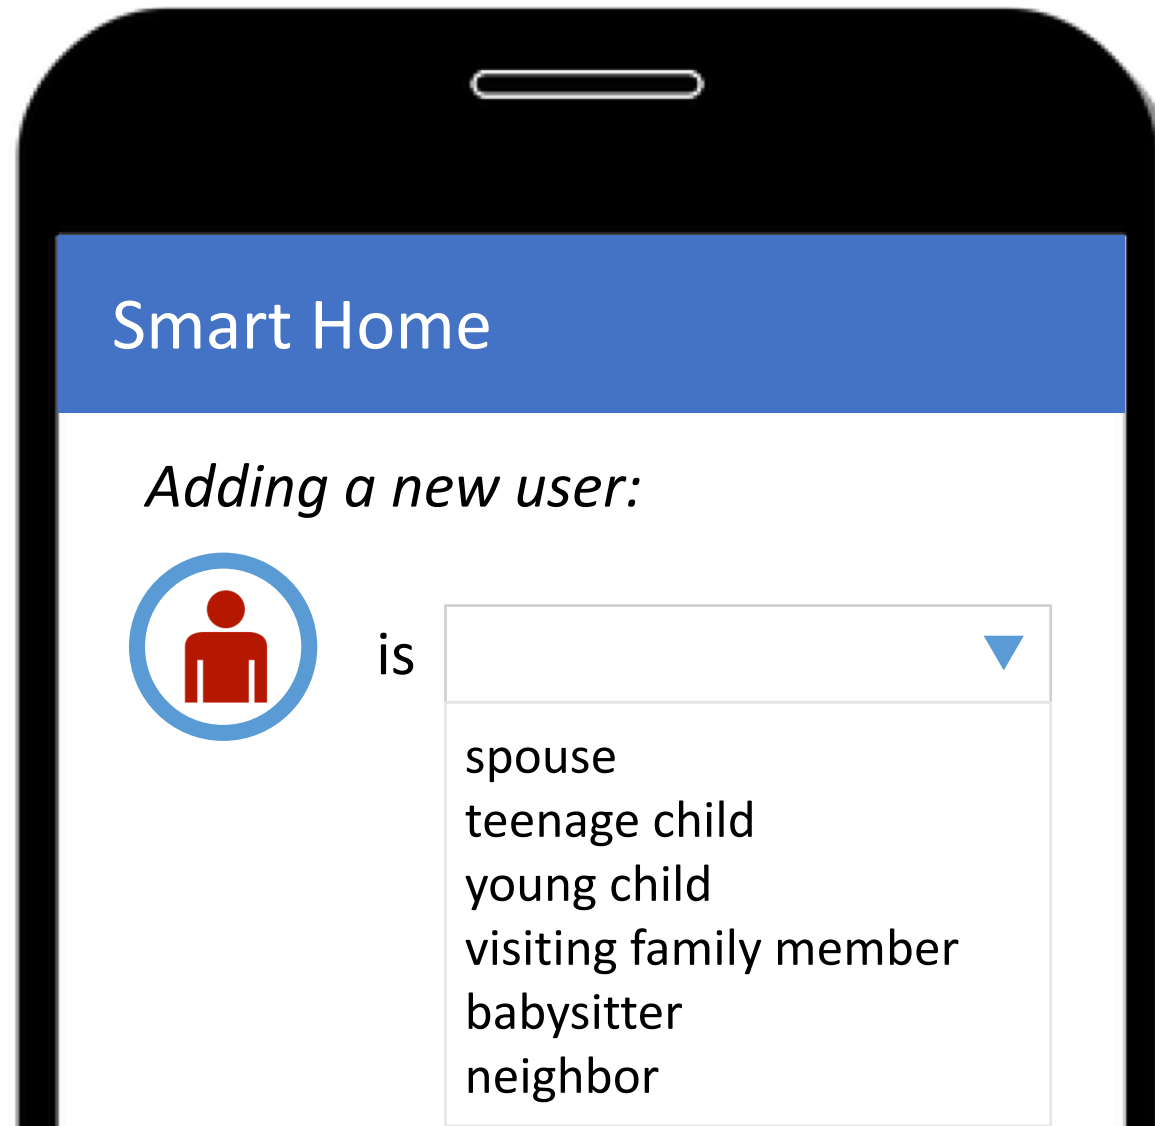 Smart Home
Adding a new user:
is
spouse
teenage child
young child
visiting family member
babysitter
neighbor